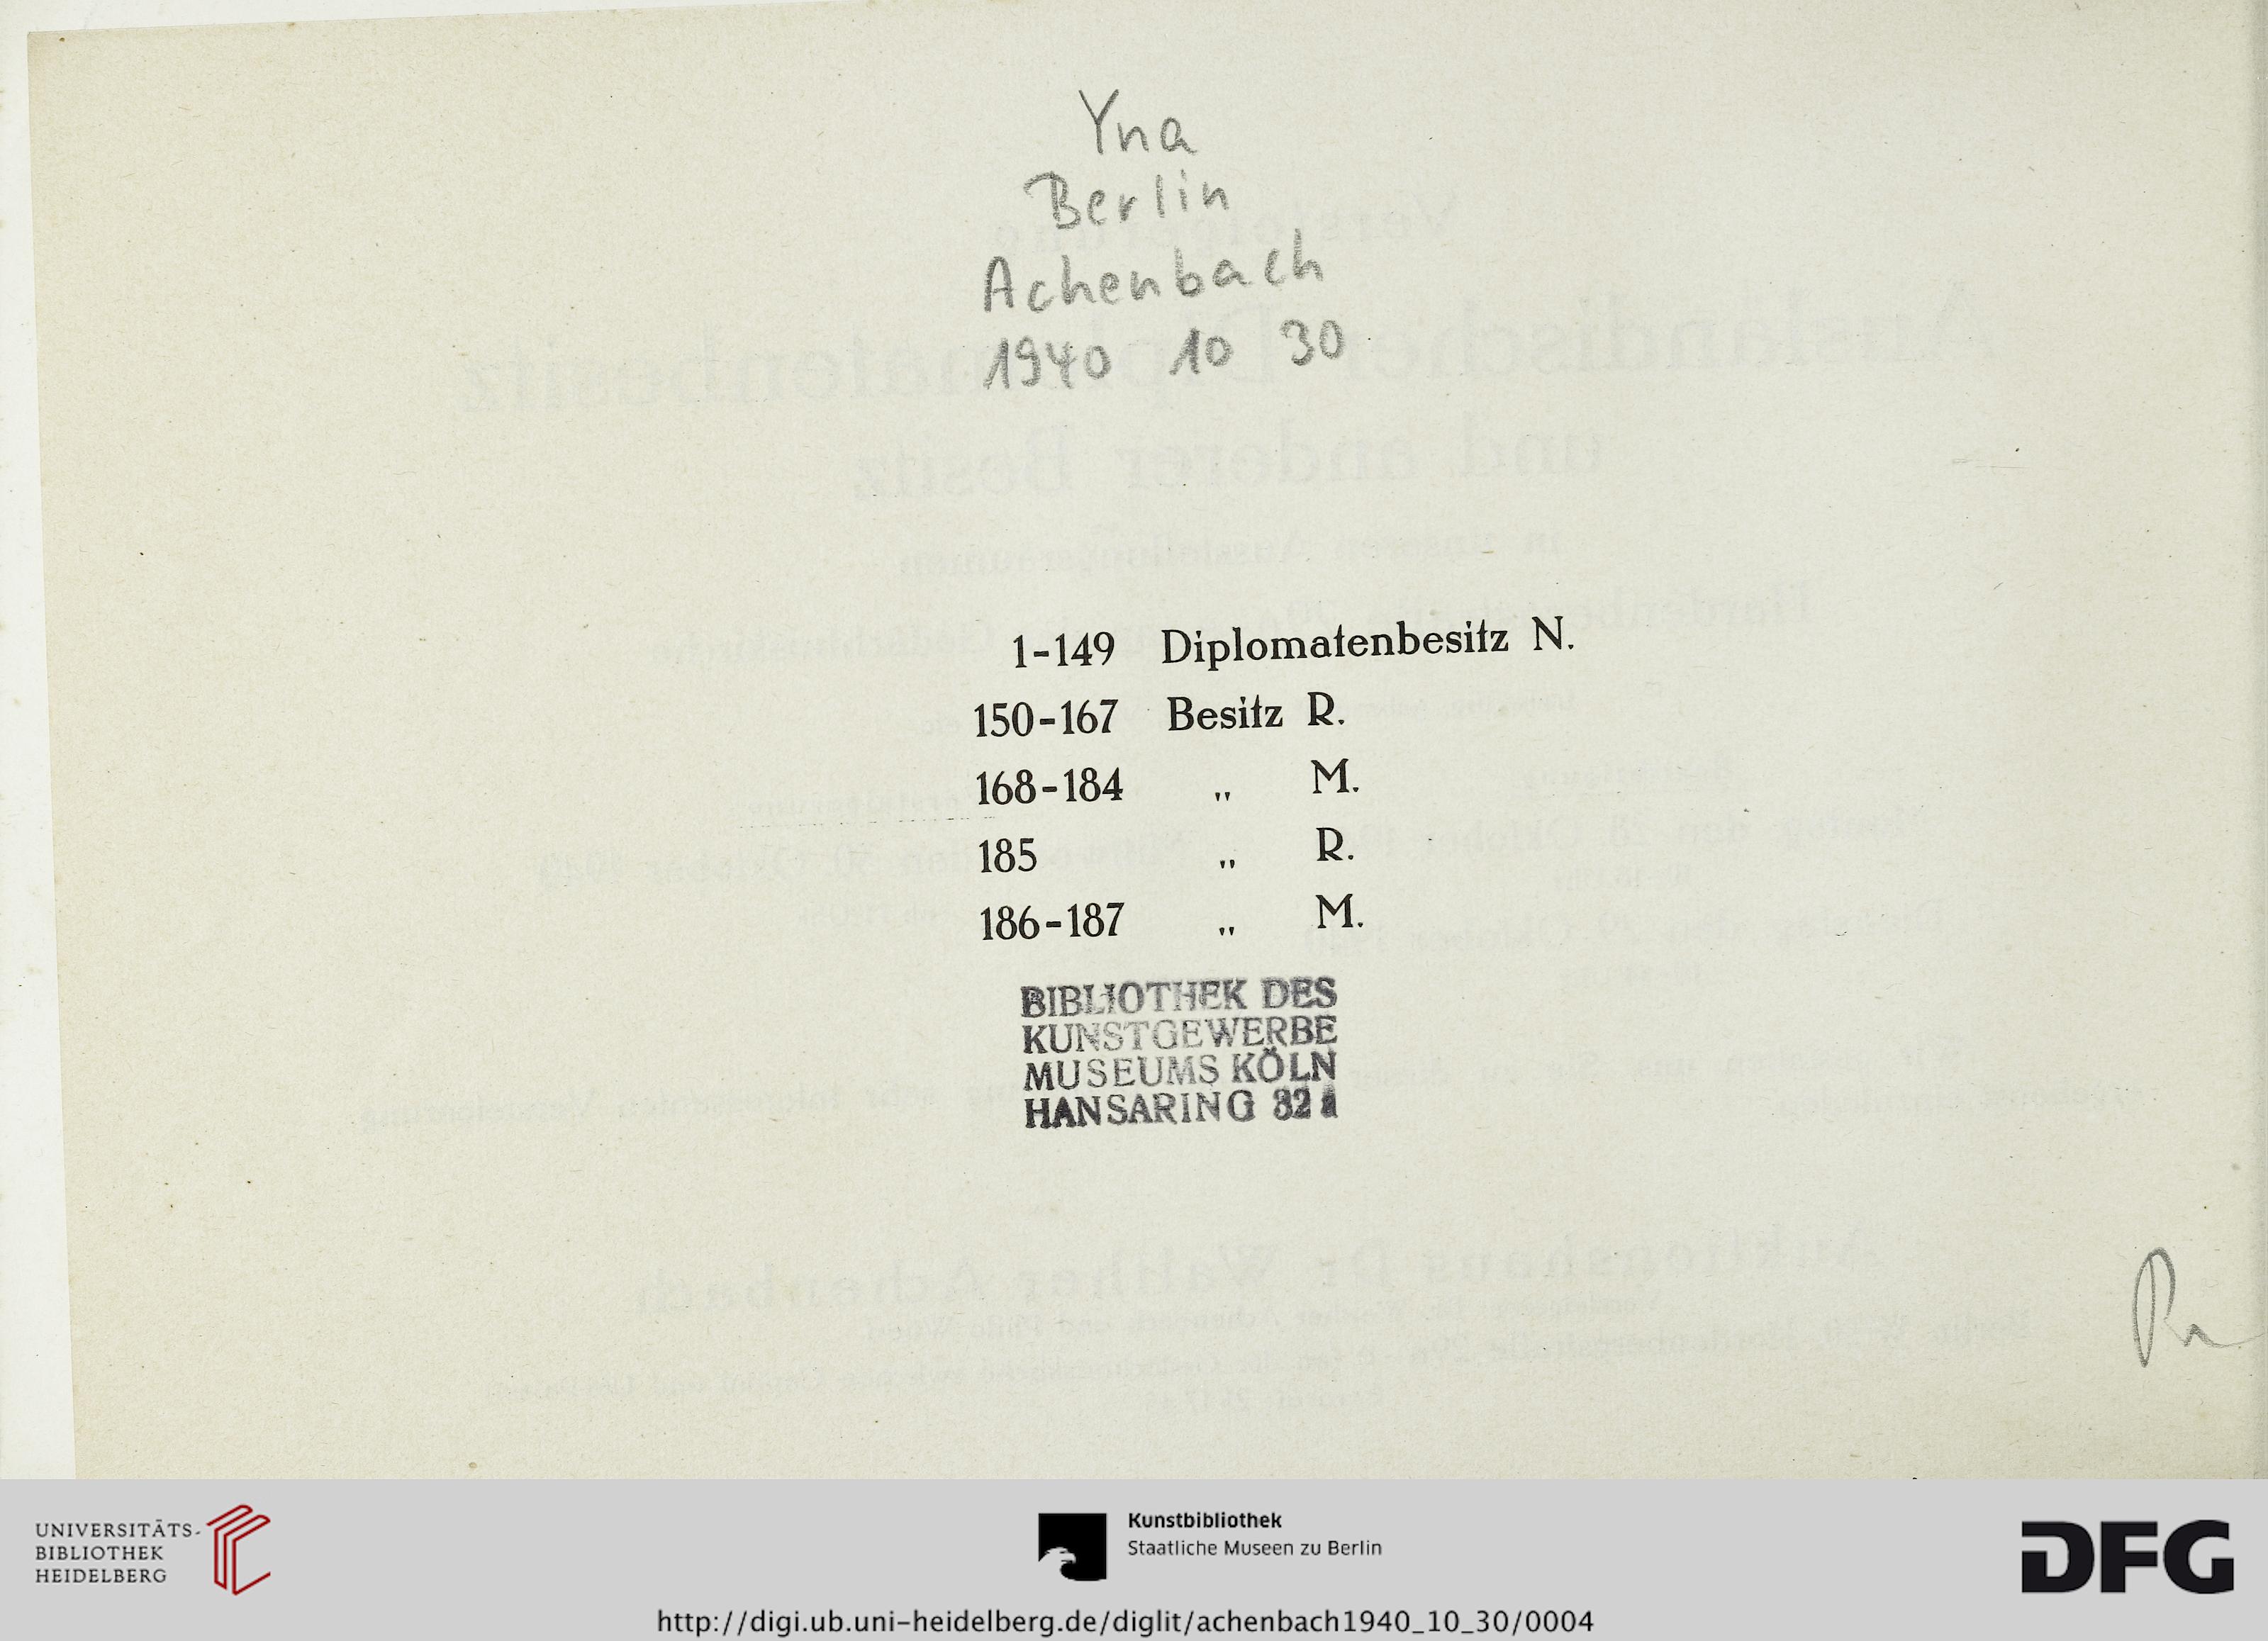 Yna
Berlin
Achenbach
1940 10 30
1-149 Diplomatenbesitz N.
150-167 Besitz R.
168-184 „ M.
185 „ R.
186-187 „ M.
BIBLIOTHEK DES
KUNSTGEWERBE
MUSEUMS KÖLN
HANSARING 32 a
UNIVERSITÄTS-
BIBLIOTHEK
HEIDELBERG
Kunstbibliothek
Staatliche Museen zu Berlin
DFG
http://digi.ub.uni-heidelberg.de/diglit/achenbach1940_10_30/0004